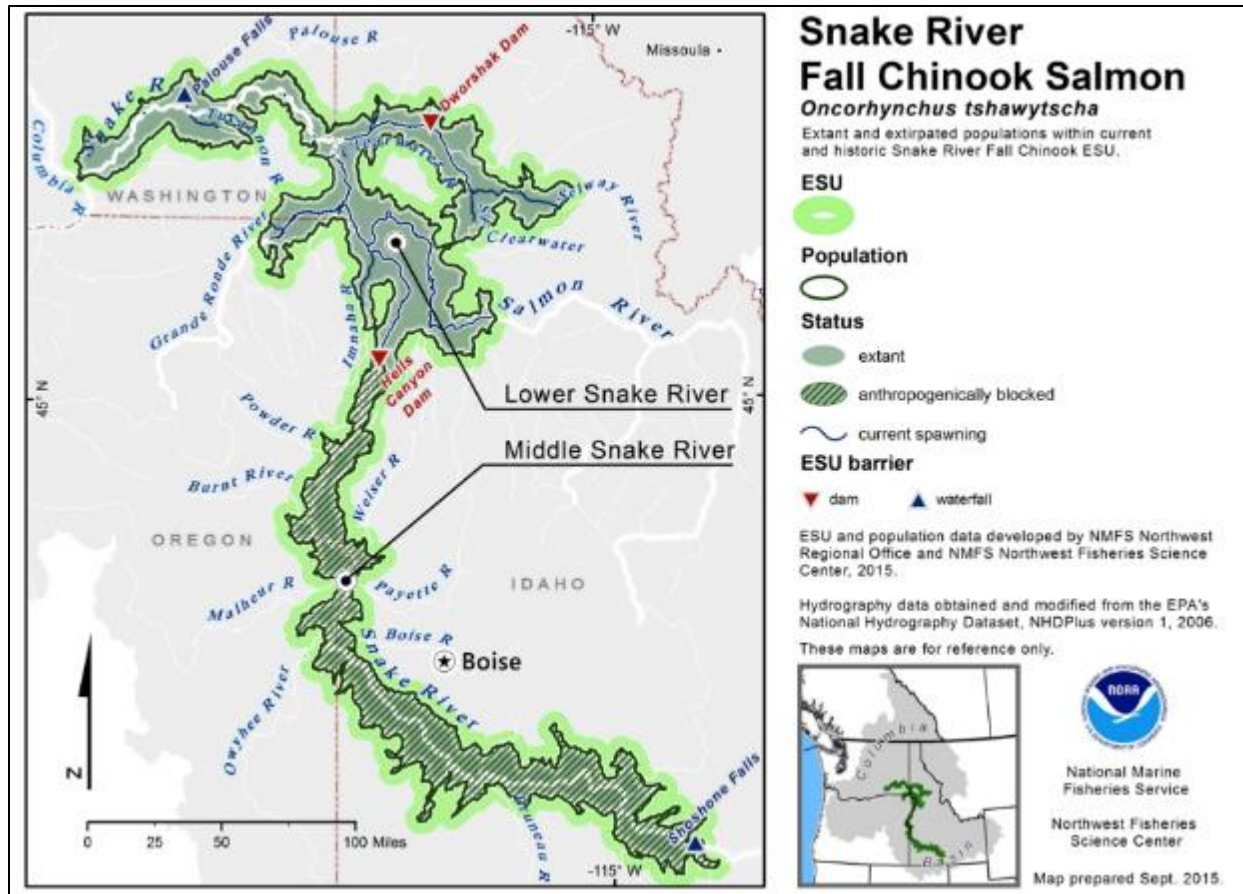 Snake River
Fall Chinook Salmon
Oncorhynchus tshawytscha
Extant and extirpated populations within current
and historic Snake River Fall Chinook ESU.
ESU
Population
Status
extant
anthropogenically blocked
current spawning
ESU barrier
dam
waterfall
ESU and population data developed by NMFS Northwest
Regional Office and NMFS Northwest Fisheries Science
Center, 2015.
Hydrography data obtained and modified from the EPA's
National Hydrography Dataset, NHDPlus version 1, 2006.
These maps are for reference only.
Columbia
Basin
NOAA
National Marine
Fisheries Service
Northwest Fisheries
Science Center
Map prepared Sept. 2015.
-115° W
Missoula
Palouse R
Palouse Falls
Snake R
Tucannon R
Columbia R
WASHINGTON
Dworshak Dam
Clearwater R
Selway River
Clearwater
Grande Ronde River
Imnaha R
Salmon River
Hells
Canyon
Dam
45° N
45° N
Lower Snake River
Middle Snake River
Powder R
Burnt River
Weiser R
OREGON
IDAHO
Malheur R
Payette R
Boise R
Boise
Snake River
Owyhee River
Bruneau R
Shoshone Falls
N
0 25 50 100 Miles
-115° W